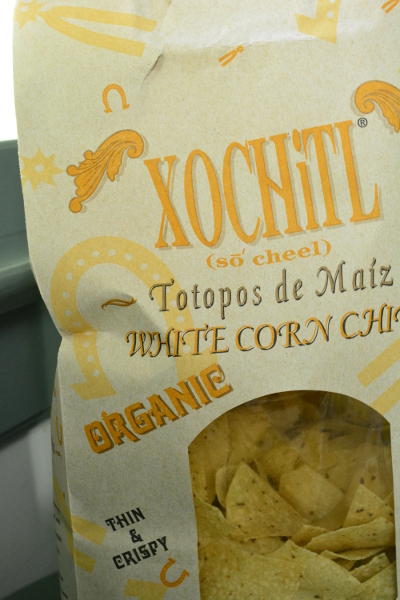 XOCHiTL®
(sō cheel)
~ Totopos de Maíz
WHITE CORN CHI
ORGANIC
THIN
&
CRISPY